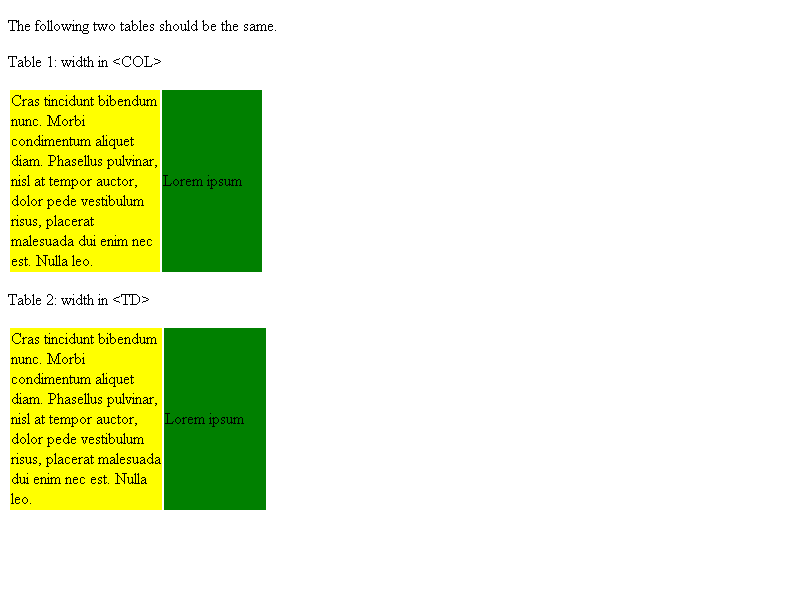 The following two tables should be the same.
Table 1: width in <COL>
Cras tincidunt bibendum
nunc. Morbi
condimentum aliquet
diam. Phasellus pulvinar,
nisl at tempor auctor,
dolor pede vestibulum
risus, placerat
malesuada dui enim nec
est. Nulla leo.
Lorem ipsum
Table 2: width in <TD>
Cras tincidunt bibendum
nunc. Morbi
condimentum aliquet
diam. Phasellus pulvinar,
nisl at tempor auctor,
dolor pede vestibulum
risus, placerat malesuada
dui enim nec est. Nulla
leo.
Lorem ipsum